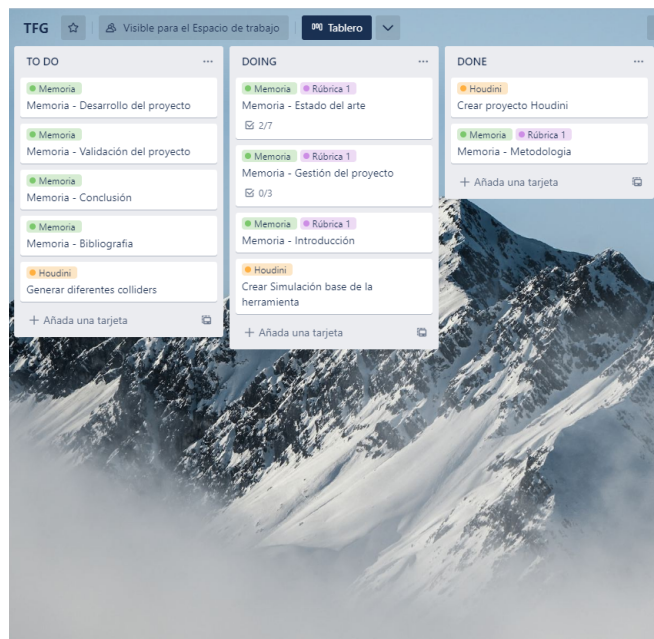 TFG
Visible para el Espacio de trabajo
Tablero
TO DO
Memoria
Memoria - Desarrollo del proyecto
Memoria
Memoria - Validación del proyecto
Memoria
Memoria - Conclusión
Memoria
Memoria - Bibliografia
Houdini
Generar diferentes colliders
+ Añada una tarjeta
DOING
Memoria Rúbrica 1
Memoria - Estado del arte
2/7
Memoria Rúbrica 1
Memoria - Gestión del proyecto
0/3
Memoria Rúbrica 1
Memoria - Introducción
Houdini
Crear Simulación base de la
herramienta
+ Añada una tarjeta
DONE
Houdini
Crear proyecto Houdini
Memoria Rúbrica 1
Memoria - Metodologia
+ Añada una tarjeta